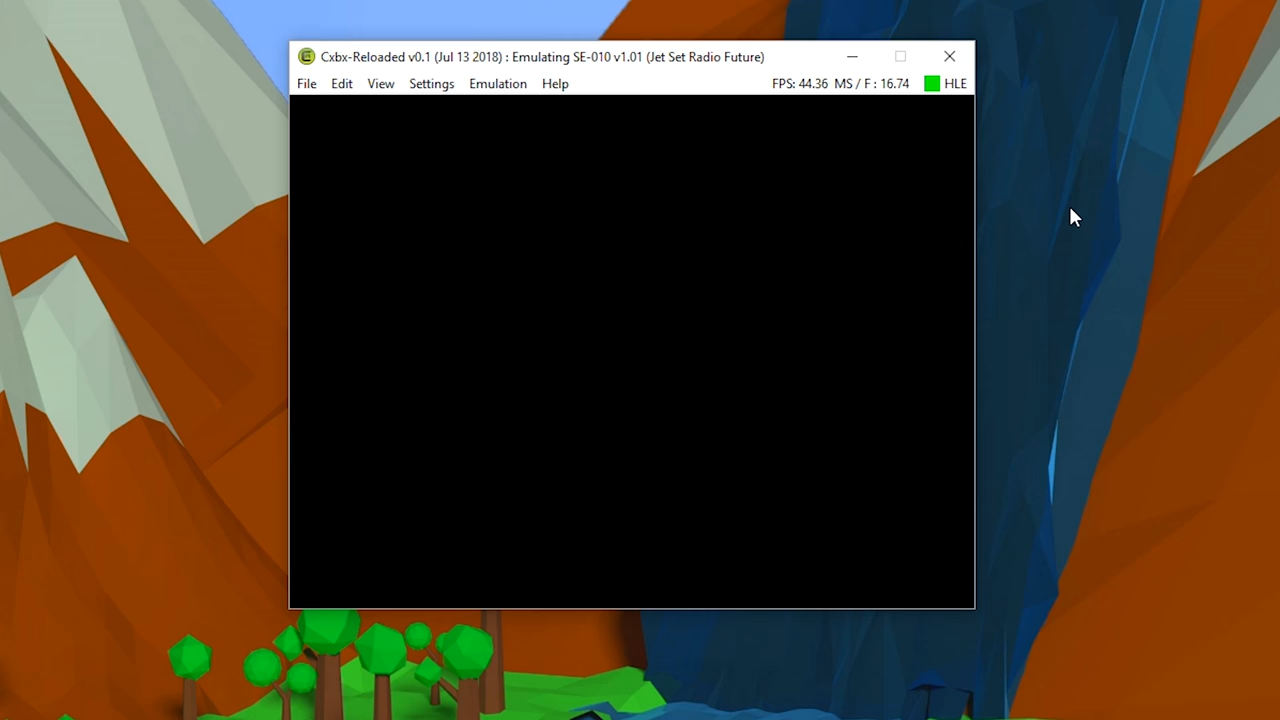 Cxbx-Reloaded v0.1 (Jul 13 2018) : Emulating SE-010 v1.01 (Jet Set Radio Future)
File Edit View Settings Emulation Help FPS: 44.36 MS / F : 16.74 HLE